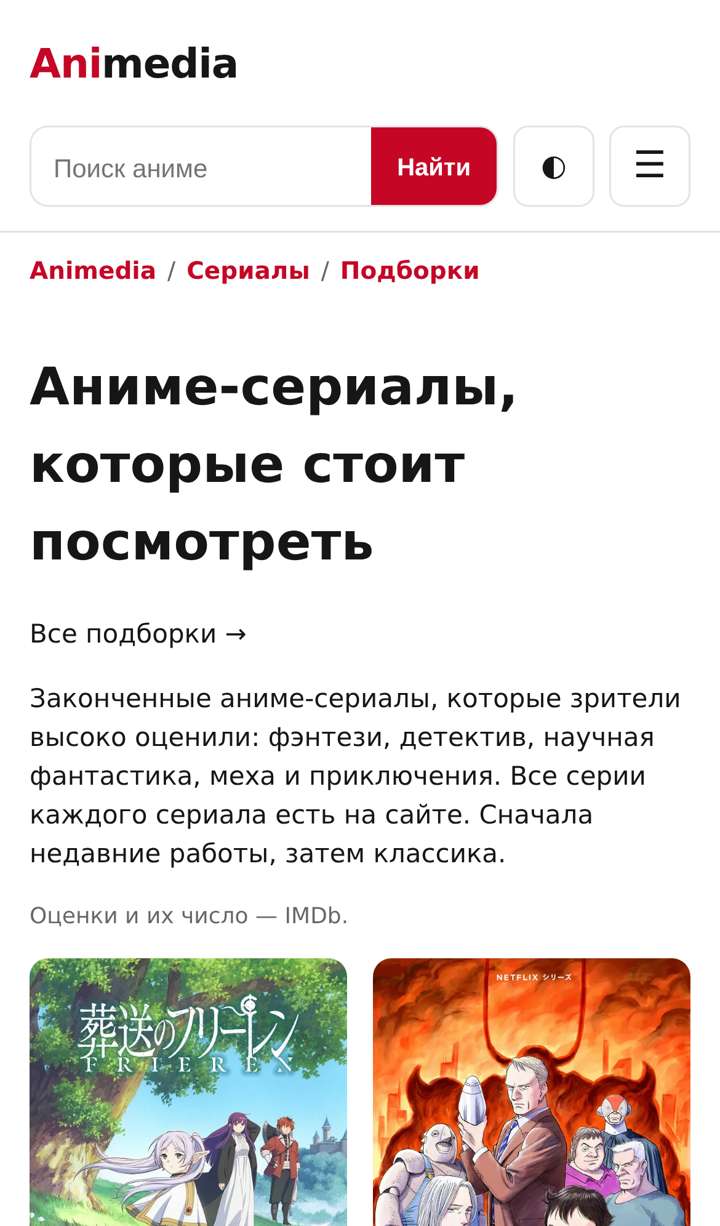 Animedia
Поиск аниме
Найти
Animedia / Сериалы / Подборки
Аниме-сериалы,
которые стоит
посмотреть
Все подборки →
Законченные аниме-сериалы, которые зрители
высоко оценили: фэнтези, детектив, научная
фантастика, меха и приключения. Все серии
каждого сериала есть на сайте. Сначала
недавние работы, затем классика.
Оценки и их число — IMDb.
葬送のフリーレン
FRIEREN
NETFLIX シリーズ